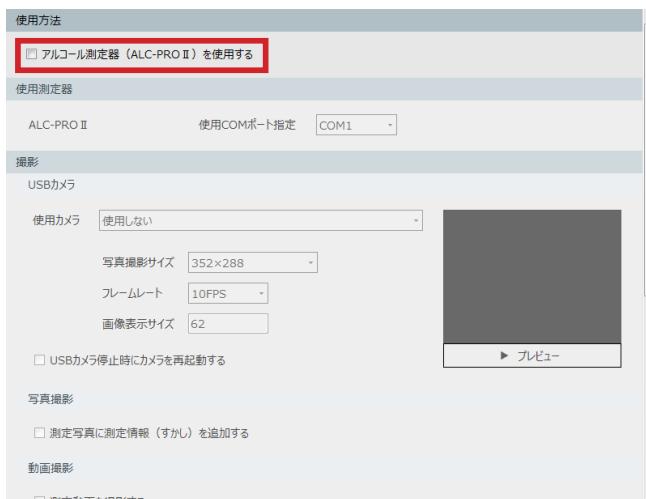 使用方法
アルコール測定器（ALC-PROⅡ）を使用する
使用測定器
ALC-PROⅡ 使用COMポート指定 COM1
撮影
USBカメラ
使用カメラ 使用しない
写真撮影サイズ 352×288
フレームレート 10FPS
画像表示サイズ 62
▶ プレビュー
USBカメラ停止時にカメラを再起動する
写真撮影
測定写真に測定情報（すかし）を追加する
動画撮影